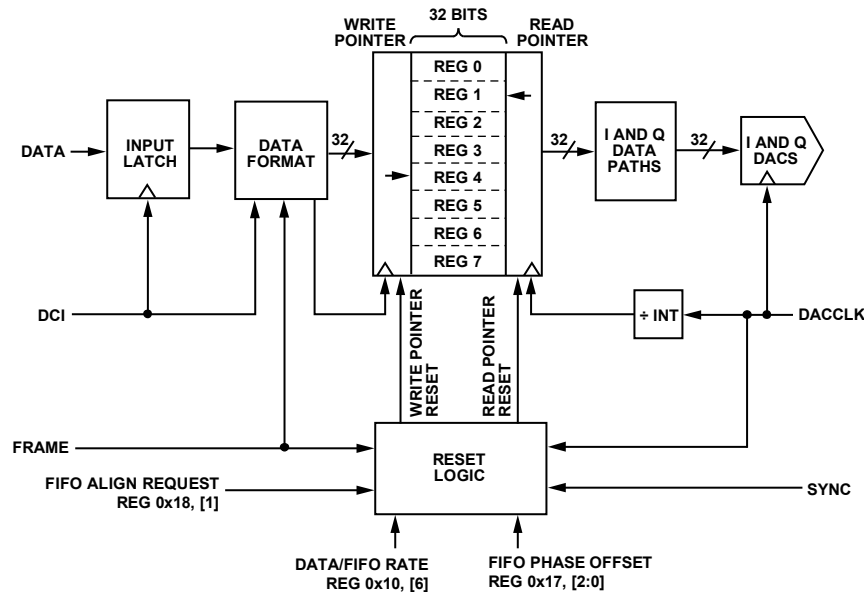 32 BITS
WRITE
POINTER
READ
POINTER
REG 0
REG 1
REG 2
REG 3
REG 4
REG 5
REG 6
REG 7
DATA
INPUT
LATCH
DATA
FORMAT
32
32
I AND Q
DATA
PATHS
32
I AND Q
DACS
DCI
÷ INT
DACCLK
WRITE POINTER
RESET
READ POINTER
RESET
FRAME
RESET
LOGIC
FIFO ALIGN REQUEST
REG 0x18, [1]
SYNC
DATA/FIFO RATE
REG 0x10, [6]
FIFO PHASE OFFSET
REG 0x17, [2:0]